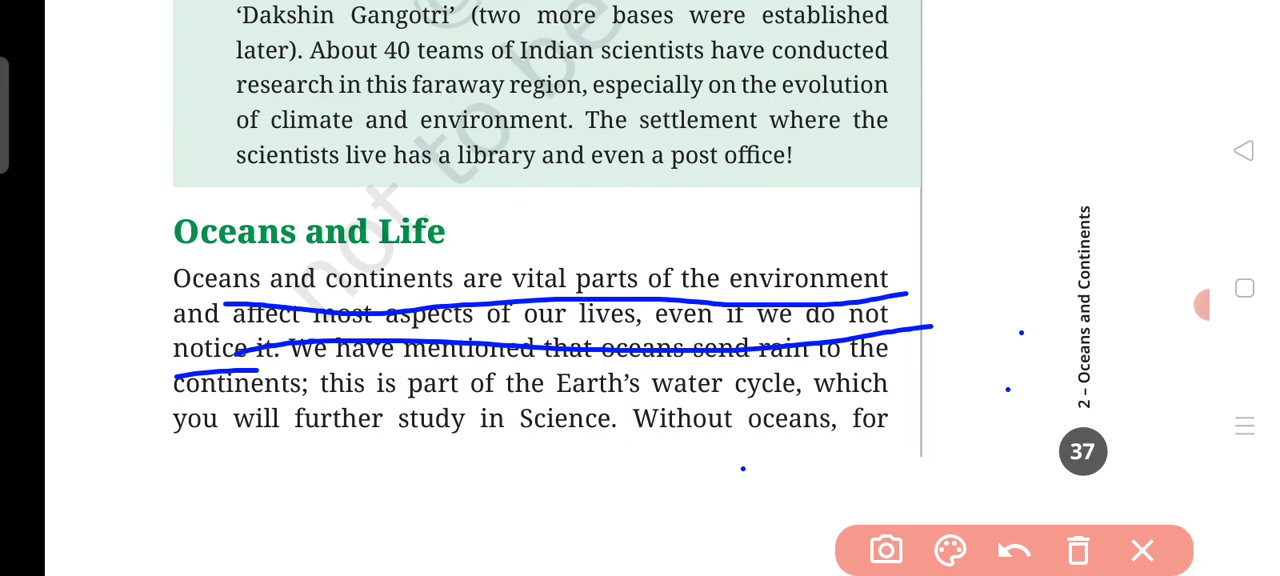 'Dakshin Gangotri' (two more bases were established
later). About 40 teams of Indian scientists have conducted
research in this faraway region, especially on the evolution
of climate and environment. The settlement where the
scientists live has a library and even a post office!
Oceans and Life
Oceans and continents are vital parts of the environment
and affect most aspects of our lives, even if we do not
notice it. We have mentioned that oceans send rain to the
continents; this is part of the Earth's water cycle, which
you will further study in Science. Without oceans, for
2 – Oceans and Continents
37
not to be